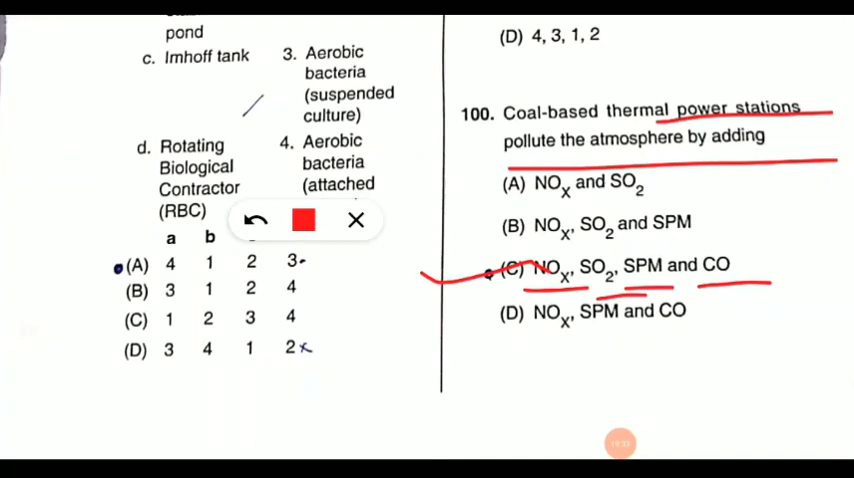 pond
c. Imhoff tank 3. Aerobic
bacteria
(suspended
culture)
d. Rotating 4. Aerobic
Biological bacteria
Contractor (attached
(RBC)
a b
(A) 4 1 2 3
(B) 3 1 2 4
(C) 1 2 3 4
(D) 3 4 1 2
(D) 4, 3, 1, 2
100. Coal-based thermal power stations
pollute the atmosphere by adding
(A) NOX and SO2
(B) NOX, SO2 and SPM
(C) NOX, SO2, SPM and CO
(D) NOX, SPM and CO